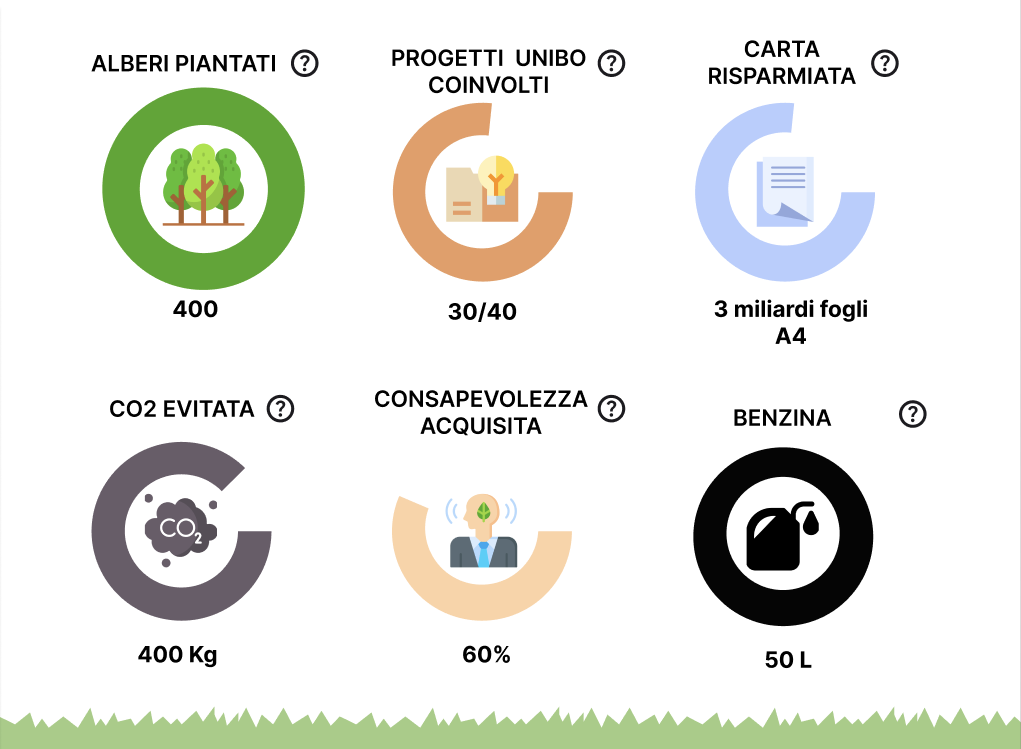 ALBERI PIANTATI ?
PROGETTI UNIBO ?
COINVOLTI
CARTA ?
RISPARMIATA
400
30/40
3 miliardi fogli
A4
CO2 EVITATA ?
CONSAPEVOLEZZA ?
ACQUISITA
BENZINA ?
CO2
400 Kg
60%
50 L